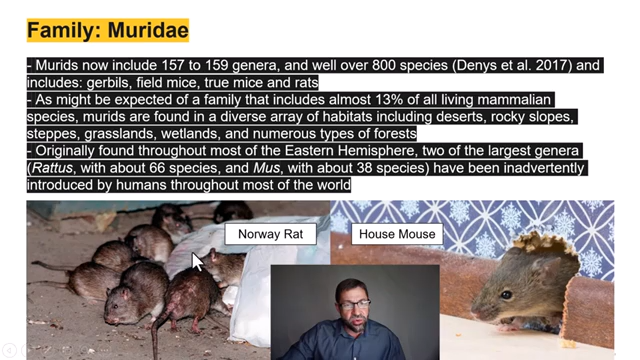 Family: Muridae
- Murids now include 157 to 159 genera, and well over 800 species (Denys et al. 2017) and
includes: gerbils, field mice, true mice and rats
- As might be expected of a family that includes almost 13% of all living mammalian
species, murids are found in a diverse array of habitats including deserts, rocky slopes,
steppes, grasslands, wetlands, and numerous types of forests
- Originally found throughout most of the Eastern Hemisphere, two of the largest genera
(Rattus, with about 66 species, and Mus, with about 38 species) have been inadvertently
introduced by humans throughout most of the world
Norway Rat
House Mouse